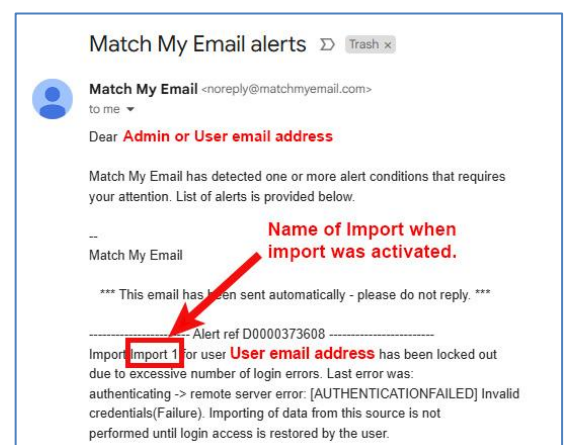 Match My Email alerts Trash x
Match My Email <noreply@matchmyemail.com>
to me
Dear Admin or User email address
Match My Email has detected one or more alert conditions that requires
your attention. List of alerts is provided below.
--
Name of Import when
import was activated.
Match My Email
*** This email has been sent automatically - please do not reply. ***
----------------------- Alert ref D0000373608 ------------------------
Import Import 1 for user User email address has been locked out
due to excessive number of login errors. Last error was:
authenticating -> remote server error: [AUTHENTICATIONFAILED] Invalid
credentials(Failure). Importing of data from this source is not
performed until login access is restored by the user.